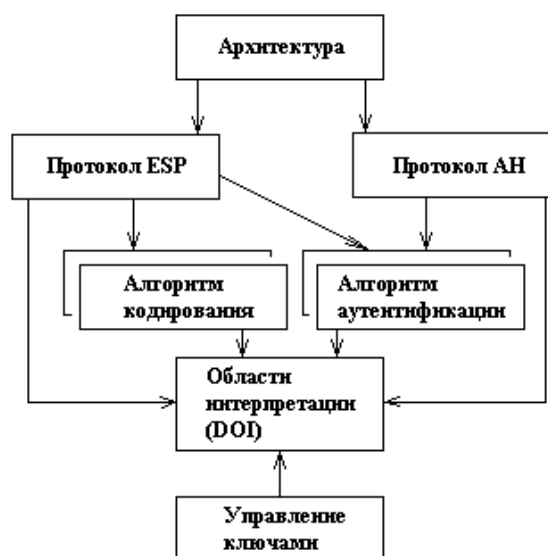 Архитектура
Протокол ESP
Протокол AH
Алгоритм
кодирования
Алгоритм
аутентификации
Области
интерпретации
(DOI)
Управление
ключами